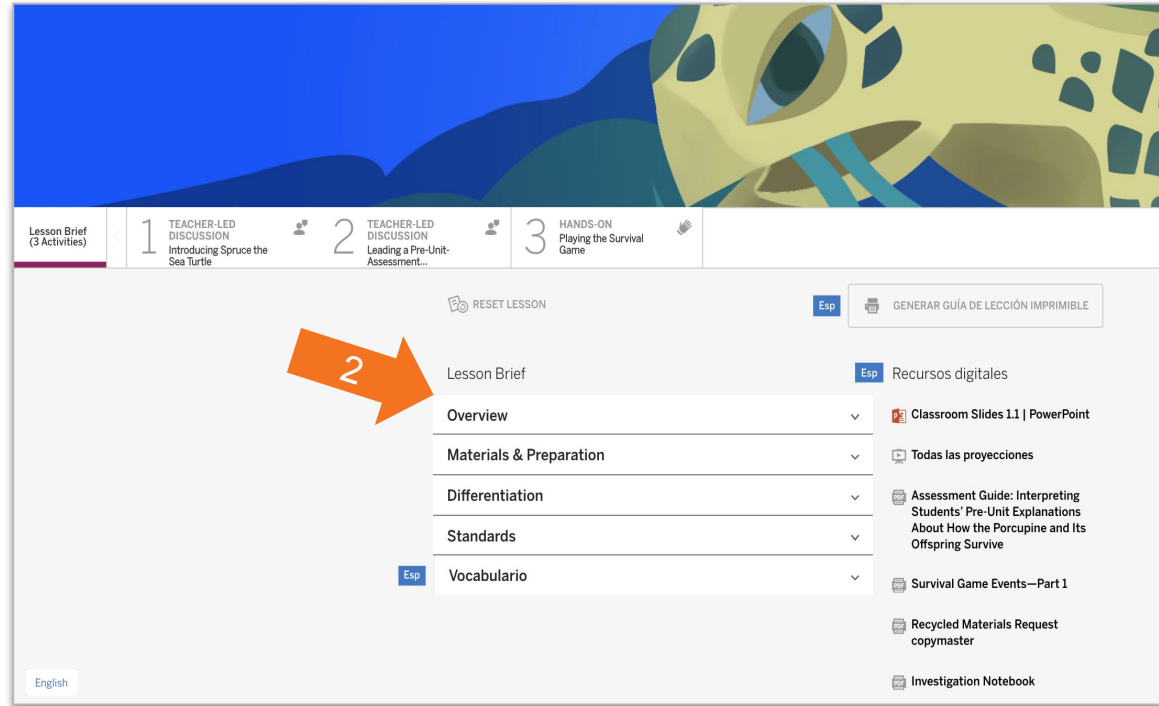 Lesson Brief
(3 Activities)
1
TEACHER-LED
DISCUSSION
Introducing Spruce the
Sea Turtle
2
TEACHER-LED
DISCUSSION
Leading a Pre-Unit-
Assessment...
3
HANDS-ON
Playing the Survival
Game
RESET LESSON
Esp
GENERAR GUÍA DE LECCIÓN IMPRIMIBLE
2
Lesson Brief
Overview
Materials & Preparation
Differentiation
Standards
Esp
Vocabulario
Esp
Recursos digitales
Classroom Slides 1.1 | PowerPoint
Todas las proyecciones
PDF
Assessment Guide: Interpreting
Students' Pre-Unit Explanations
About How the Porcupine and Its
Offspring Survive
PDF
Survival Game Events—Part 1
PDF
Recycled Materials Request
copymaster
PDF
Investigation Notebook
English